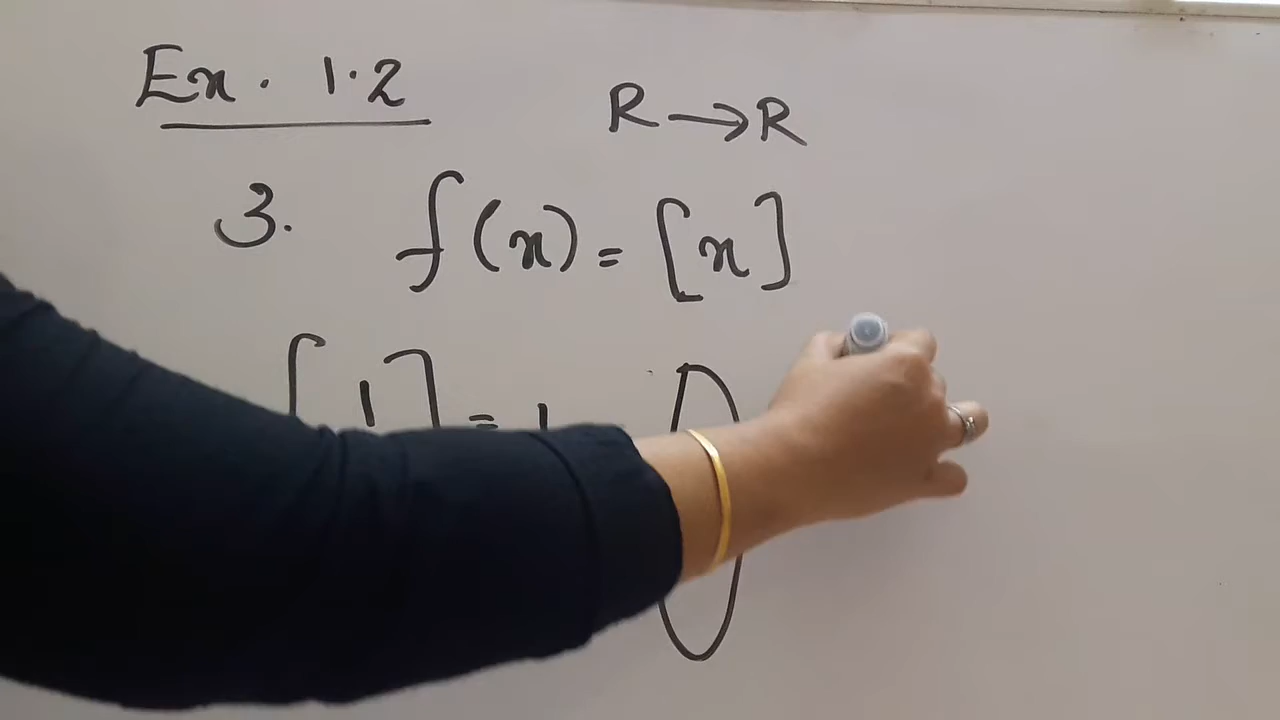 Ex. 1.2
R → R
3. f(x) = [x]
[1] = 1